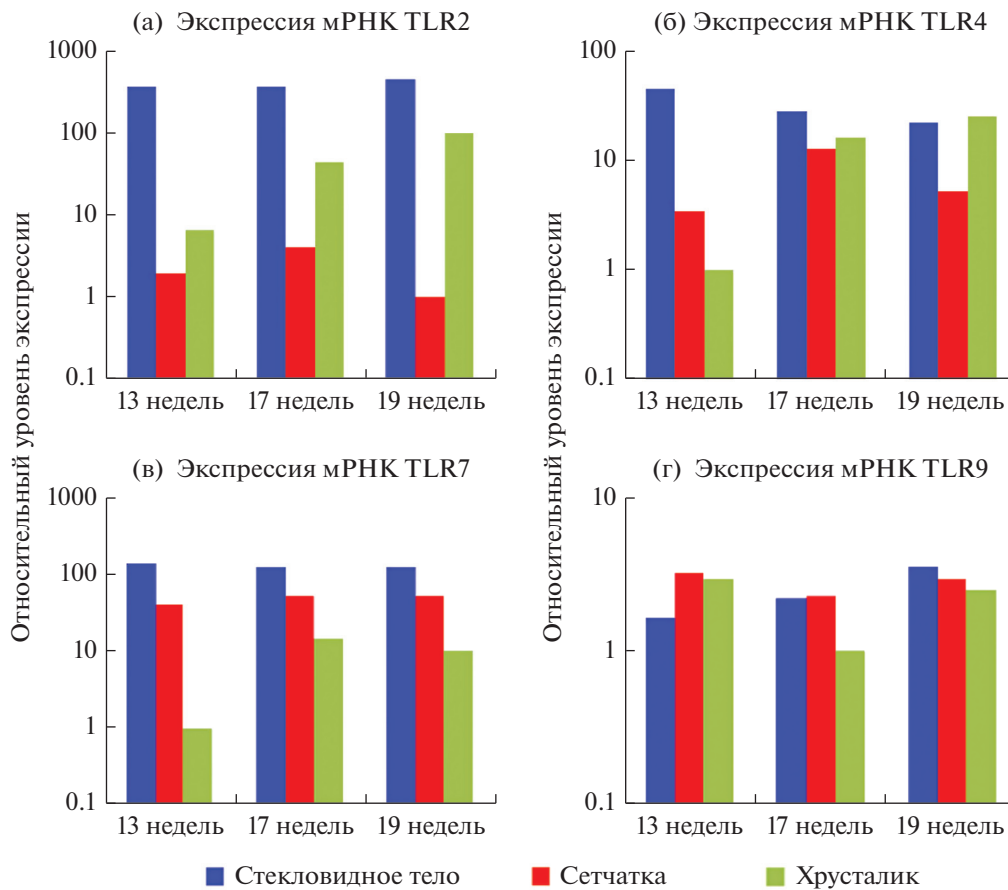 (а) Экспрессия мРНК TLR2
Относительный уровень экспрессии
1000
100
10
1
0.1
13 недель
17 недель
19 недель
(б) Экспрессия мРНК TLR4
Относительный уровень экспрессии
100
10
1
0.1
13 недель
17 недель
19 недель
(в) Экспрессия мРНК TLR7
1000
100
10
1
0.1
13 недель
17 недель
19 недель
(г) Экспрессия мРНК TLR9
10
1
0.1
13 недель
17 недель
19 недель
Стекловидное тело
Сетчатка
Хрусталик